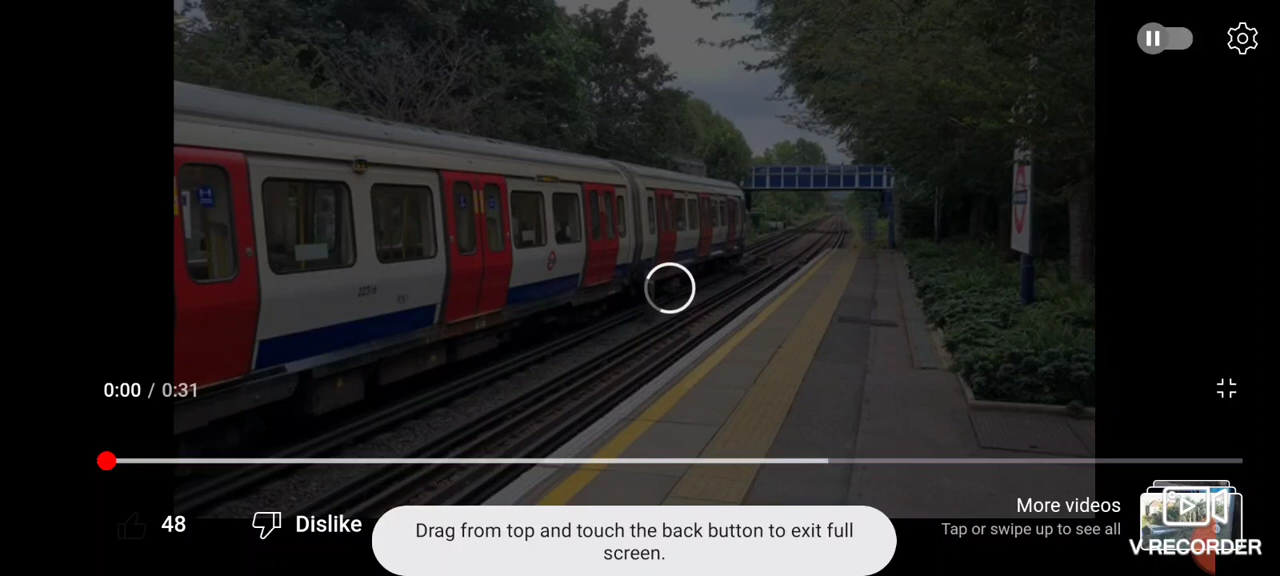 22316
0:00 / 0:31
48
Dislike
Drag from top and touch the back button to exit full
screen.
More videos
Tap or swipe up to see all
V RECORDER